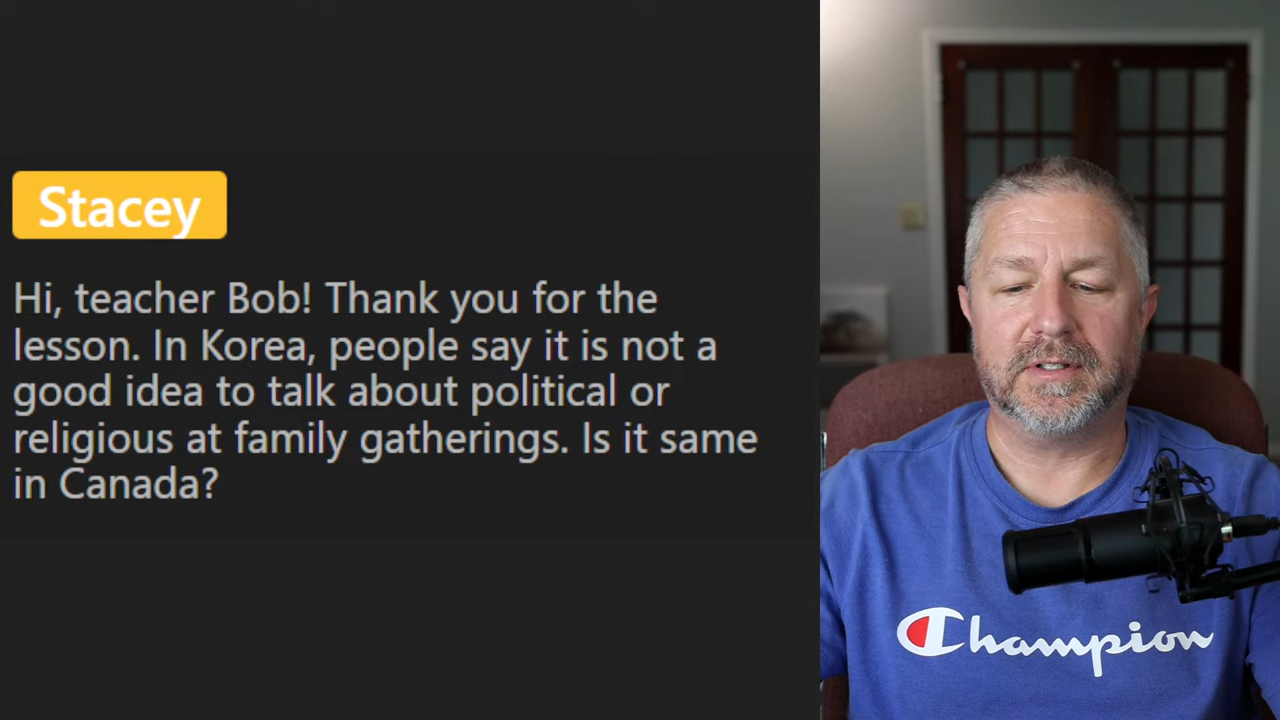 Stacey
Hi, teacher Bob! Thank you for the
lesson. In Korea, people say it is not a
good idea to talk about political or
religious at family gatherings. Is it same
in Canada?
Champion